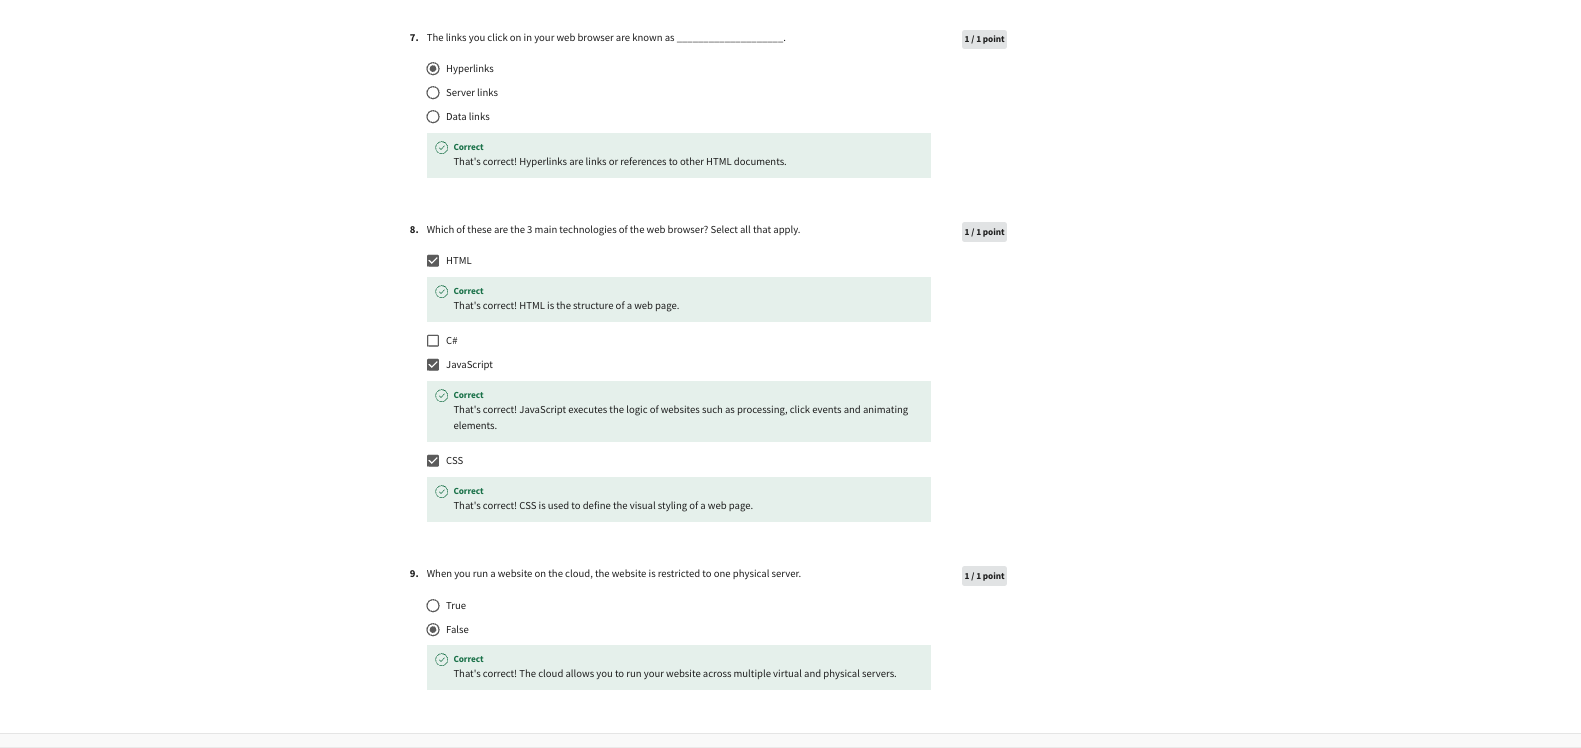 7. The links you click on in your web browser are known as ____________________.
1 / 1 point
Hyperlinks
Server links
Data links
Correct
That's correct! Hyperlinks are links or references to other HTML documents.
8. Which of these are the 3 main technologies of the web browser? Select all that apply.
1 / 1 point
HTML
Correct
That's correct! HTML is the structure of a web page.
C#
JavaScript
Correct
That's correct! JavaScript executes the logic of websites such as processing, click events and animating
elements.
CSS
Correct
That's correct! CSS is used to define the visual styling of a web page.
9. When you run a website on the cloud, the website is restricted to one physical server.
1 / 1 point
True
False
Correct
That's correct! The cloud allows you to run your website across multiple virtual and physical servers.